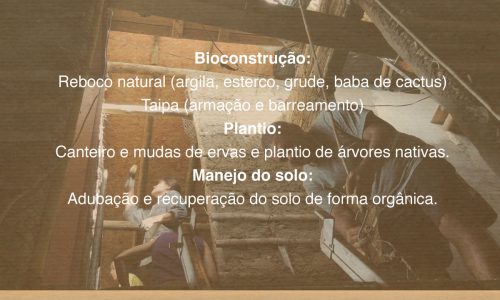 Bioconstrução:
Reboco natural (argila, esterco, grude, baba de cactus)
Taipa (armação e barreamento)
Plantio:
Canteiro e mudas de ervas e plantio de árvores nativas.
Manejo do solo:
Adubação e recuperação do solo de forma orgânica.